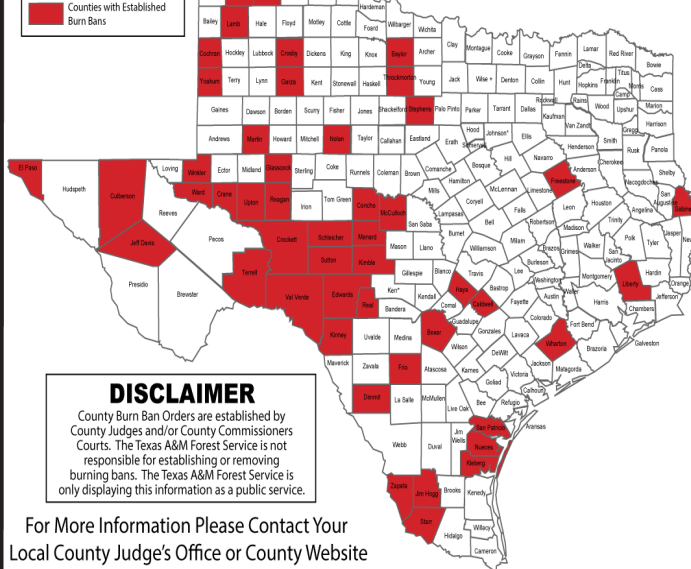 Counties with Established
Burn Bans
Hardeman
Bailey Lamb Hale Floyd Motley Cottle Foard Wilbarger Wichita
Clay Montague Cooke Grayson Fannin Lamar Red River Bowie
Cochran Hockley Lubbock Crosby Dickens King Knox Baylor Archer
Delta Titus Morris Cass
Yoakum Terry Lynn Garza Kent Stonewall Haskell Throckmorton Young Jack Wise * Denton Collin Hunt Hopkins Franklin Camp
Rockwall Rains Wood Upshur Marion
Gaines Dawson Borden Scurry Fisher Jones Shackelford Stephens Palo Pinto Parker Tarrant Dallas Kaufman Van Zandt Gregg Harrison
Andrews Martin Howard Mitchell Nolan Taylor Callahan Eastland Erath Hood Somervell Johnson* Ellis Henderson Smith Rusk Panola
El Paso Hudspeth Culberson Loving Winkler Ector Midland Glasscock Sterling Coke Runnels Coleman Brown Comanche Bosque Hill Navarro Anderson Cherokee Shelby
Reeves Ward Crane Upton Reagan Irion Tom Green Concho McCulloch Mills Hamilton McLennan Limestone Freestone Nacogdoches San Augustine
Jeff Davis Pecos Crockett Schleicher Menard San Saba Lampasas Coryell Bell Falls Robertson Leon Houston Angelina Trinity Madison
Sutton Kimble Mason Llano Burnet Williamson Milam Brazos Grimes Walker San Jacinto Polk Tyler Jasper
Presidio Brewster Terrell Val Verde Edwards Real Kerr* Gillespie Blanco Travis Lee Burleson Washington Montgomery Liberty Hardin Orange
Kendall Hays Comal Caldwell Bastrop Fayette Austin Waller Harris Jefferson Chambers
Kinney Uvalde Bandera Medina Bexar Guadalupe Gonzales Colorado Fort Bend Galveston
Lavaca Wharton Brazoria
Maverick Zavala Frio Atascosa Wilson Karnes DeWitt Victoria Jackson Matagorda
Goliad Calhoun
Dimmit La Salle McMullen Live Oak Bee Refugio
Aransas
Webb Duval Jim Wells San Patricio Nueces Kleberg
Zapata Jim Hogg Brooks Kenedy
Starr Hidalgo Willacy
Cameron
DISCLAIMER
County Burn Ban Orders are established by
County Judges and/or County Commissioners
Courts. The Texas A&M Forest Service is not
responsible for establishing or removing
burning bans. The Texas A&M Forest Service is
only displaying this information as a public service.
For More Information Please Contact Your
Local County Judge's Office or County Website